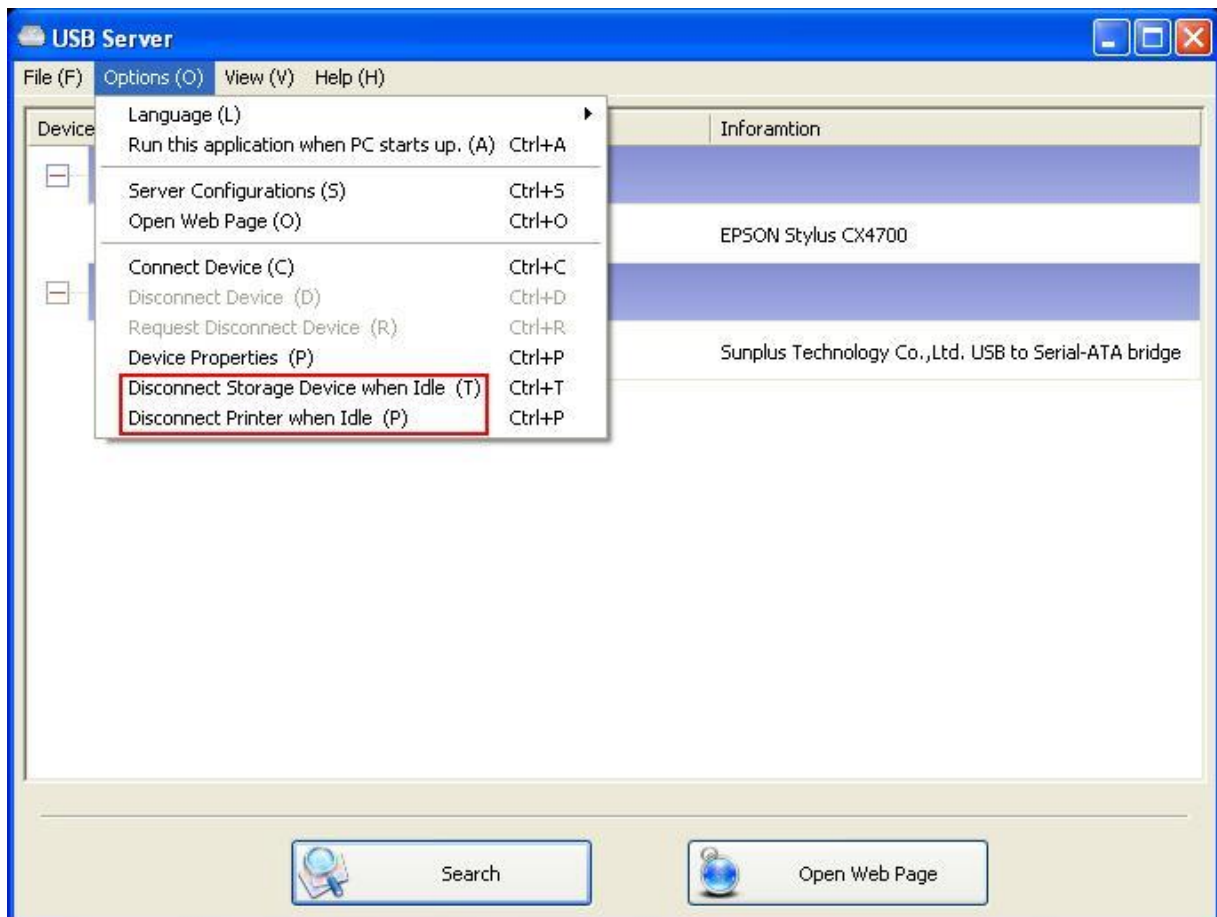 USB Server
File (F) Options (O) View (V) Help (H)
Device Inforamtion
Language (L)
Run this application when PC starts up. (A) Ctrl+A
Server Configurations (S) Ctrl+S
Open Web Page (O) Ctrl+O
EPSON Stylus CX4700
Connect Device (C) Ctrl+C
Disconnect Device (D) Ctrl+D
Request Disconnect Device (R) Ctrl+R
Device Properties (P) Ctrl+P
Sunplus Technology Co.,Ltd. USB to Serial-ATA bridge
Disconnect Storage Device when Idle (T) Ctrl+T
Disconnect Printer when Idle (P) Ctrl+P
Search Open Web Page